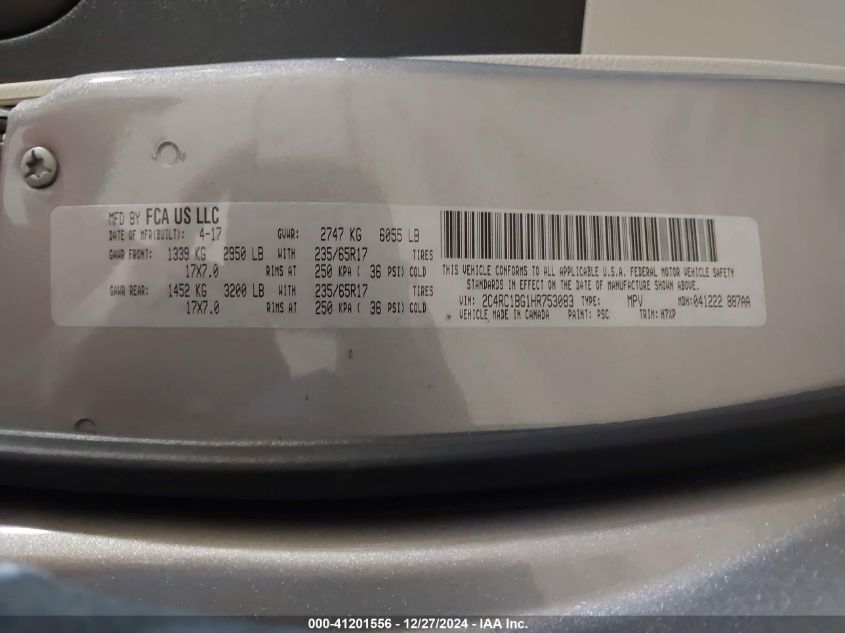 MFD BY FCA US LLC
DATE OF MFR(BUILT): 4-17 GVWR: 2747 KG 6055 LB
GAWR FRONT: 1339 KG 2950 LB WITH 235/65R17 TIRES
17X7.0 RIMS AT 250 KPA ( 36 PSI) COLD
GAWR REAR: 1452 KG 3200 LB WITH 235/65R17 TIRES
17X7.0 RIMS AT 250 KPA ( 36 PSI) COLD
THIS VEHICLE CONFORMS TO ALL APPLICABLE U.S.A. FEDERAL MOTOR VEHICLE SAFETY
STANDARDS IN EFFECT ON THE DATE OF MANUFACTURE SHOWN ABOVE.
VIN: 2C4RC1BG1HR753083 TYPE: MPV MDH:041222 887AA
VEHICLE MADE IN CANADA PAINT: PSC TRIM: H7XP
000-41201556 - 12/27/2024 - IAA Inc.